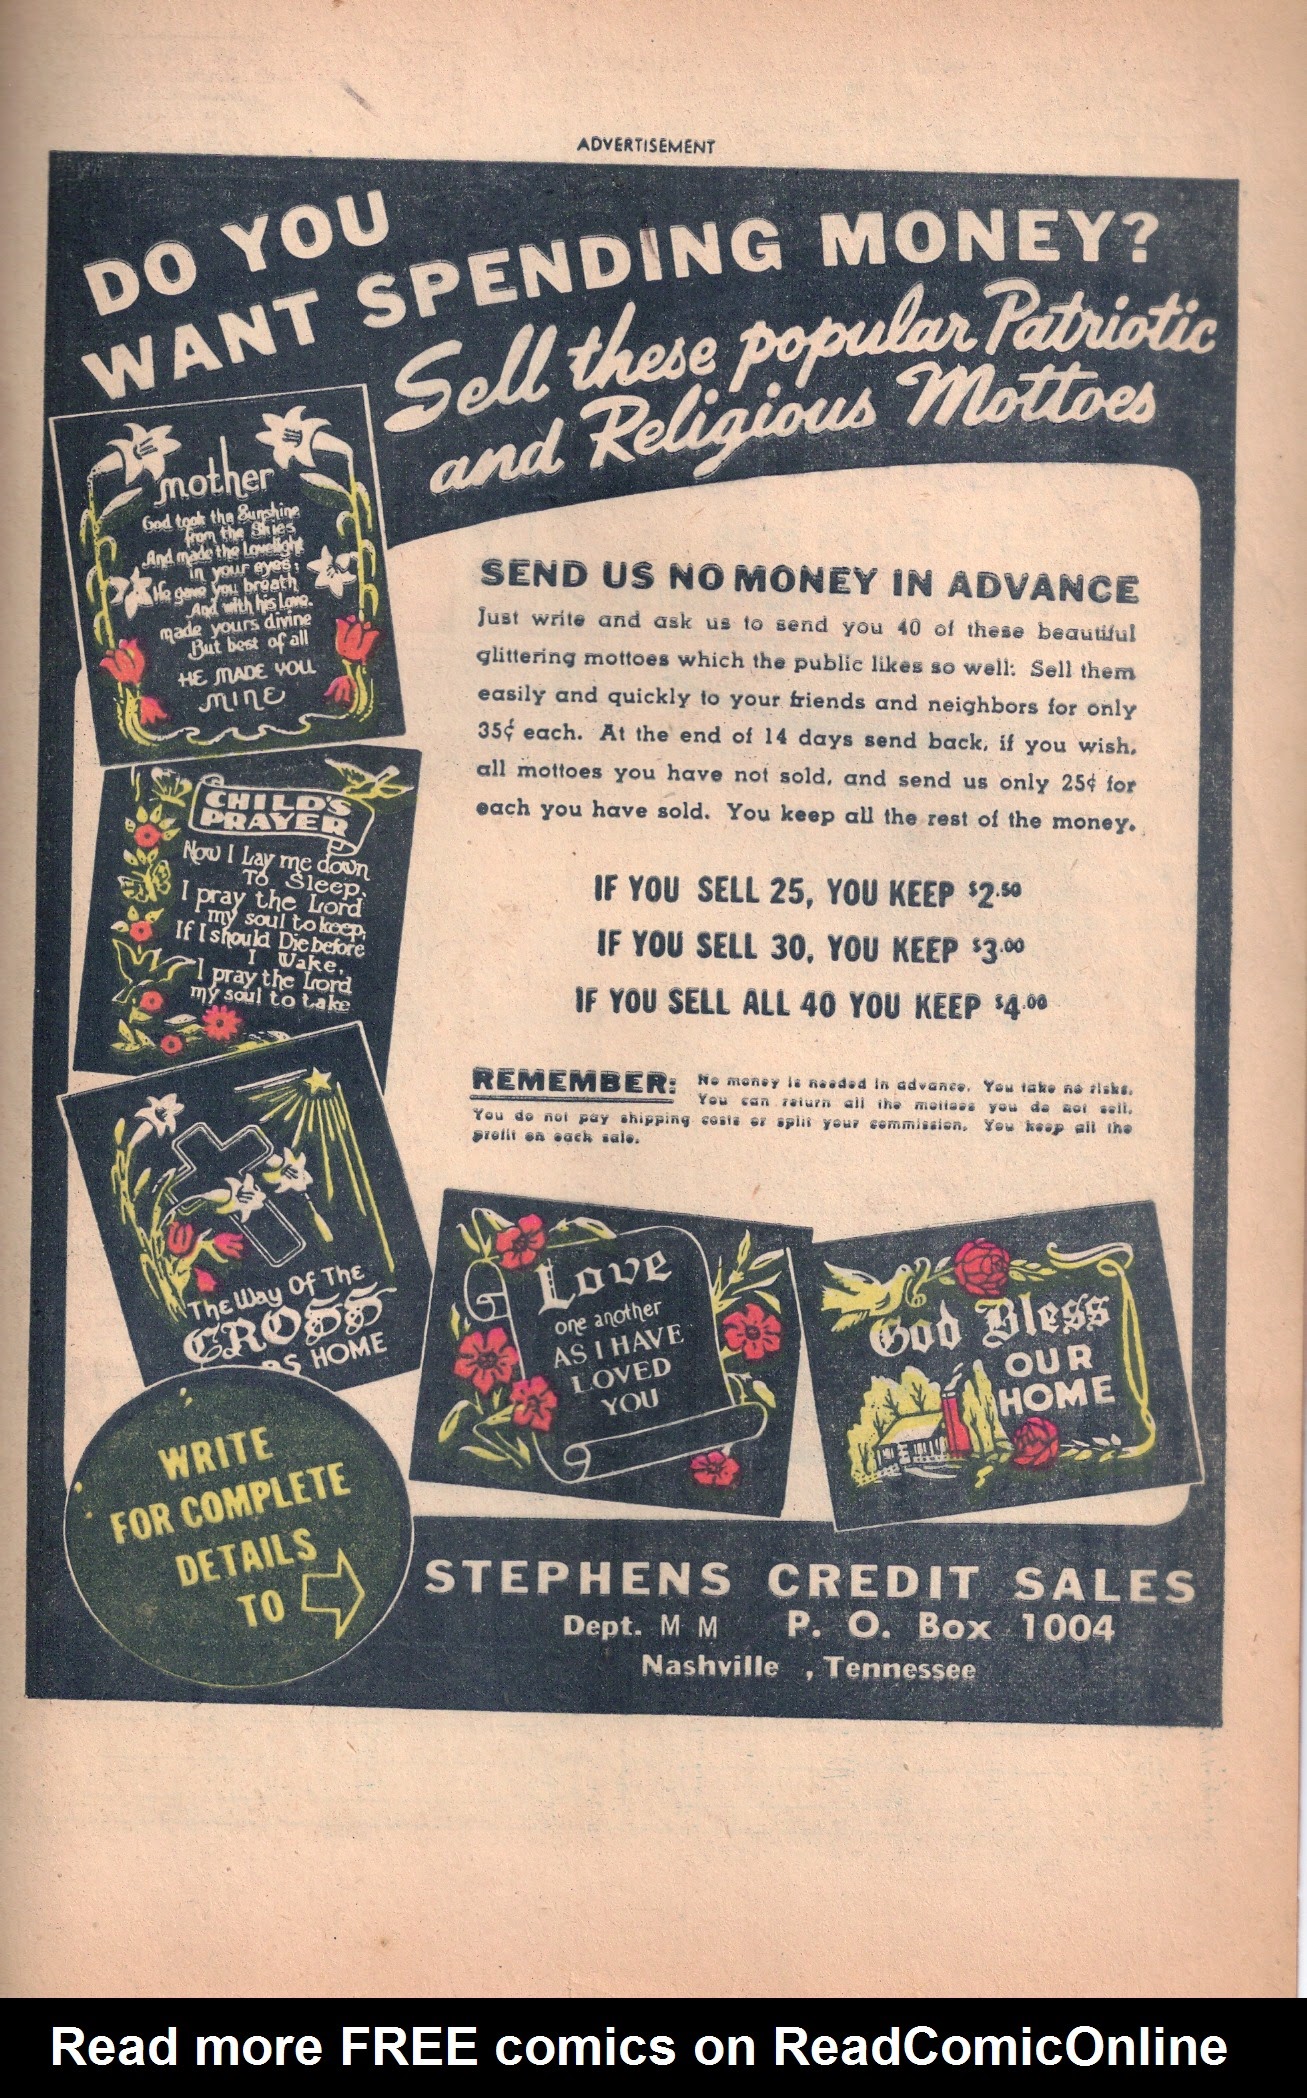 ADVERTISEMENT
DO YOU
WANT SPENDING MONEY?
Sell these popular Patriotic
and Religious Mottoes
mother
God took the Sunshine
from the Skies
And made the Lovelight
in your eyes;
He gave you breath
And with his Love.
made yours divine
But best of all
HE MADE YOU
MINE
CHILD'S
PRAYER
Now I Lay me down
To Sleep,
I pray the Lord
my soul to keep,
If I should Die before
I Wake,
I pray the Lord
my soul to take
The Way Of The
CROSS
DS HOME
SEND US NO MONEY IN ADVANCE
Just write and ask us to send you 40 of these beautiful
glittering mottoes which the public likes so well: Sell them
easily and quickly to your friends and neighbors for only
35¢ each. At the end of 14 days send back, if you wish,
all mottoes you have not sold, and send us only 25¢ for
each you have sold. You keep all the rest of the money.
IF YOU SELL 25, YOU KEEP $2.50
IF YOU SELL 30, YOU KEEP $3.00
IF YOU SELL ALL 40 YOU KEEP $4.00
REMEMBER: No money is needed in advance. You take no risks.
You can return all the mottoes you do not sell.
You do not pay shipping costs or split your commission. You keep all the
profit on each sale.
Love
one another
AS I HAVE
LOVED
YOU
God Bless
OUR
HOME
WRITE
FOR COMPLETE
DETAILS
TO
STEPHENS CREDIT SALES
Dept. M M P. O. Box 1004
Nashville , Tennessee
Read more FREE comics on ReadComicOnline